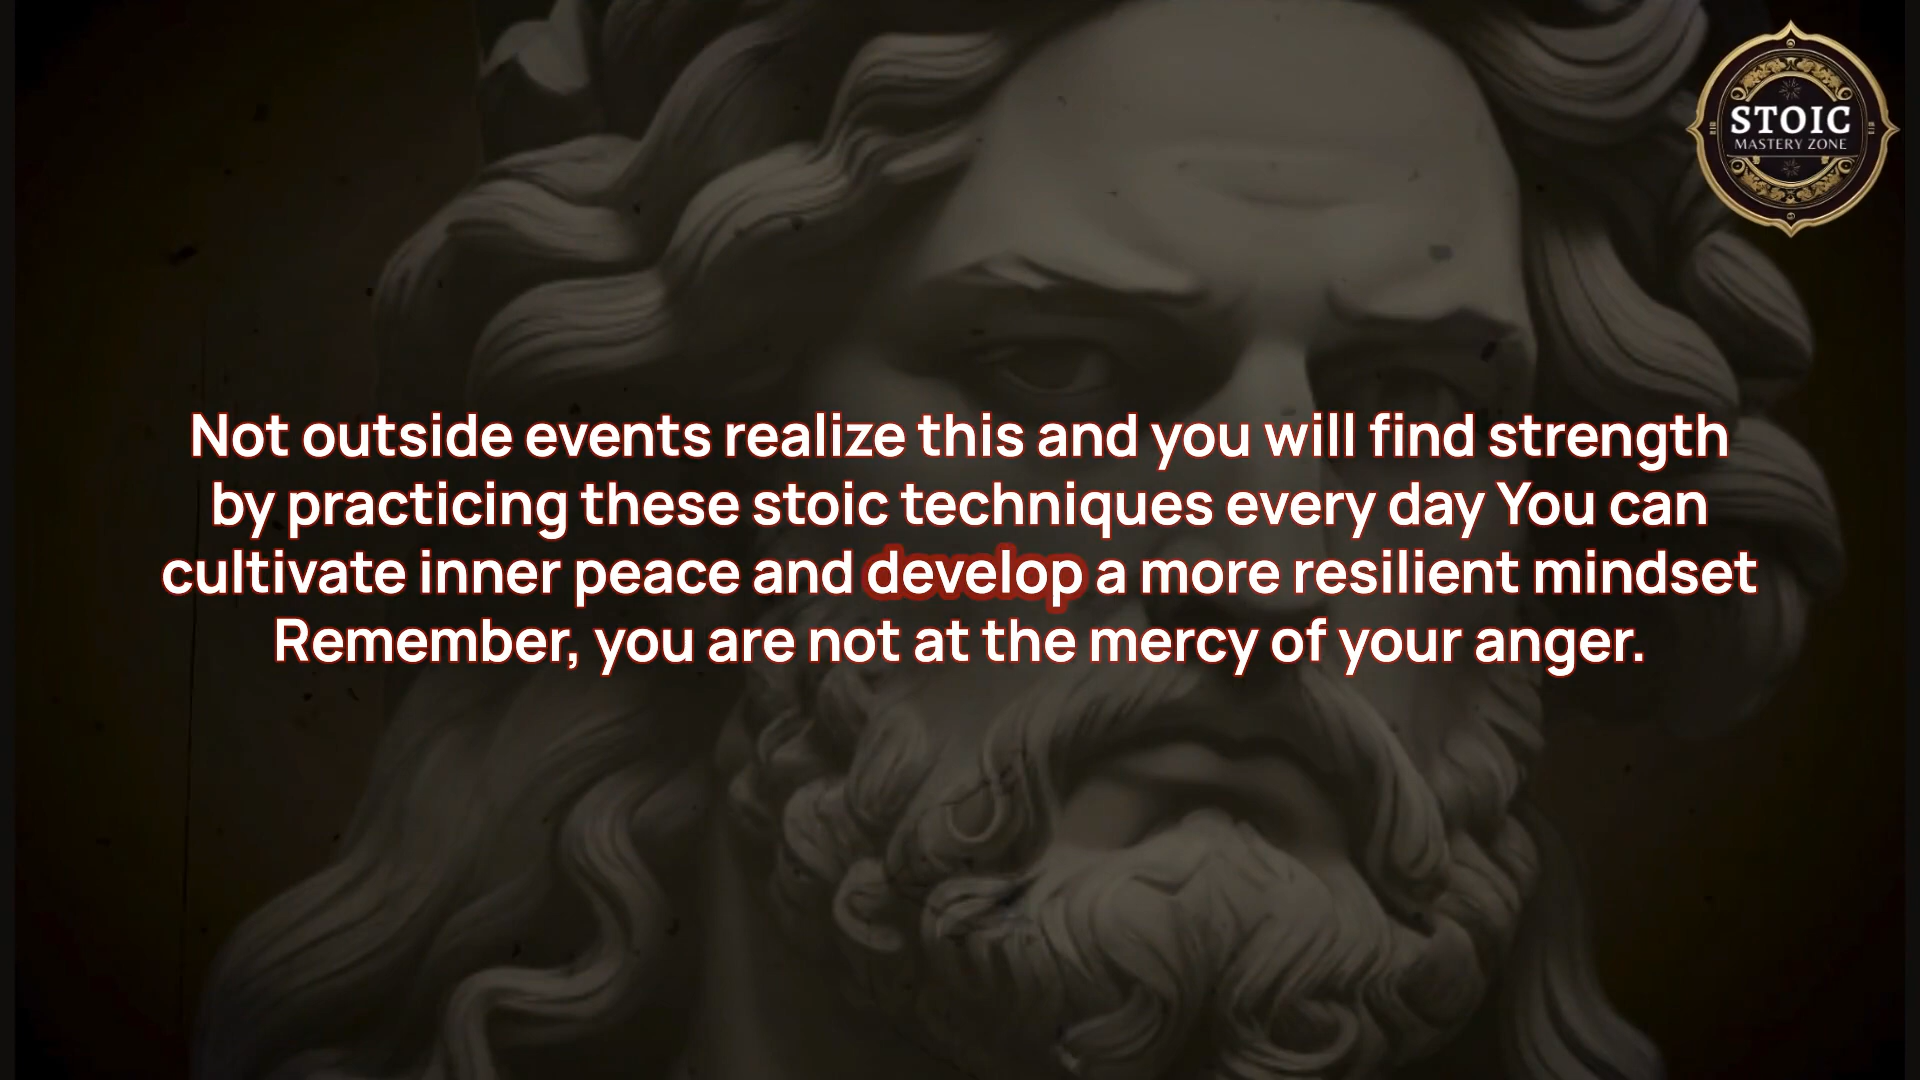 STOIC
MASTERY ZONE
Not outside events realize this and you will find strength
by practicing these stoic techniques every day You can
cultivate inner peace and develop a more resilient mindset
Remember, you are not at the mercy of your anger.